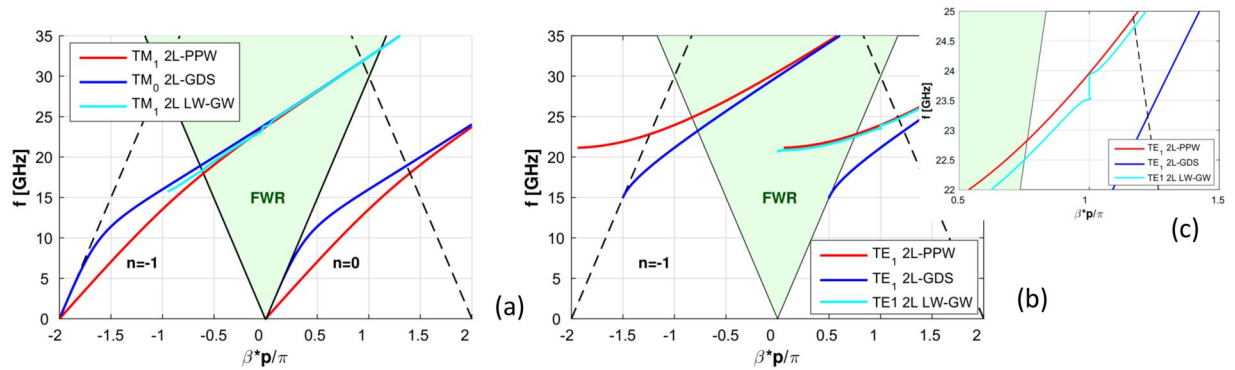 35
30
25
20
15
10
5
0
f [GHz]
TM1 2L-PPW
TM0 2L-GDS
TM1 2L LW-GW
FWR
n=-1
n=0
-2 -1.5 -1 -0.5 0 0.5 1 1.5 2
β*p/π
(a)
35
30
25
20
15
10
5
0
f [GHz]
FWR
n=-1
TE1 2L-PPW
TE1 2L-GDS
TE1 2L LW-GW
-2 -1.5 -1 -0.5 0 0.5 1 1.5 2
β*p/π
(b)
25
24.5
24
23.5
23
22.5
22
f [GHz]
TE1 2L-PPW
TE1 2L-GDS
TE1 2L LW-GW
0.5 1 1.5
β*p/π
(c)